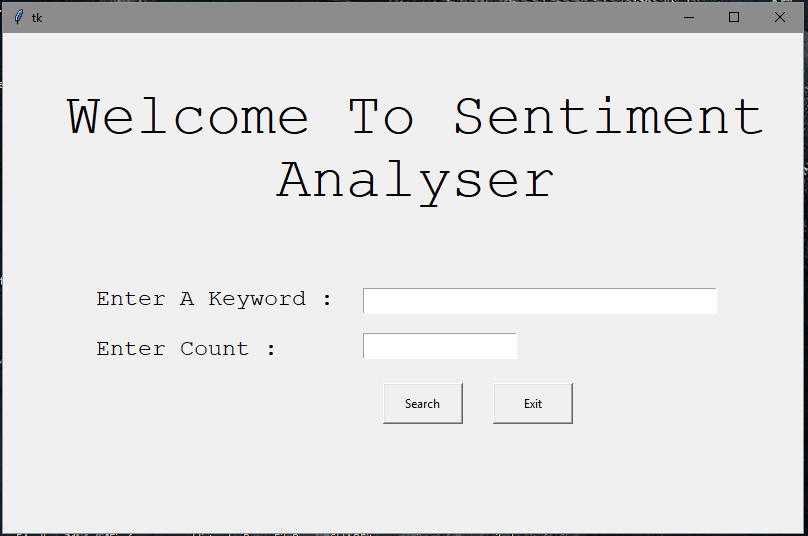 tk
Welcome To Sentiment
Analyser
Enter A Keyword :
Enter Count :
Search
Exit